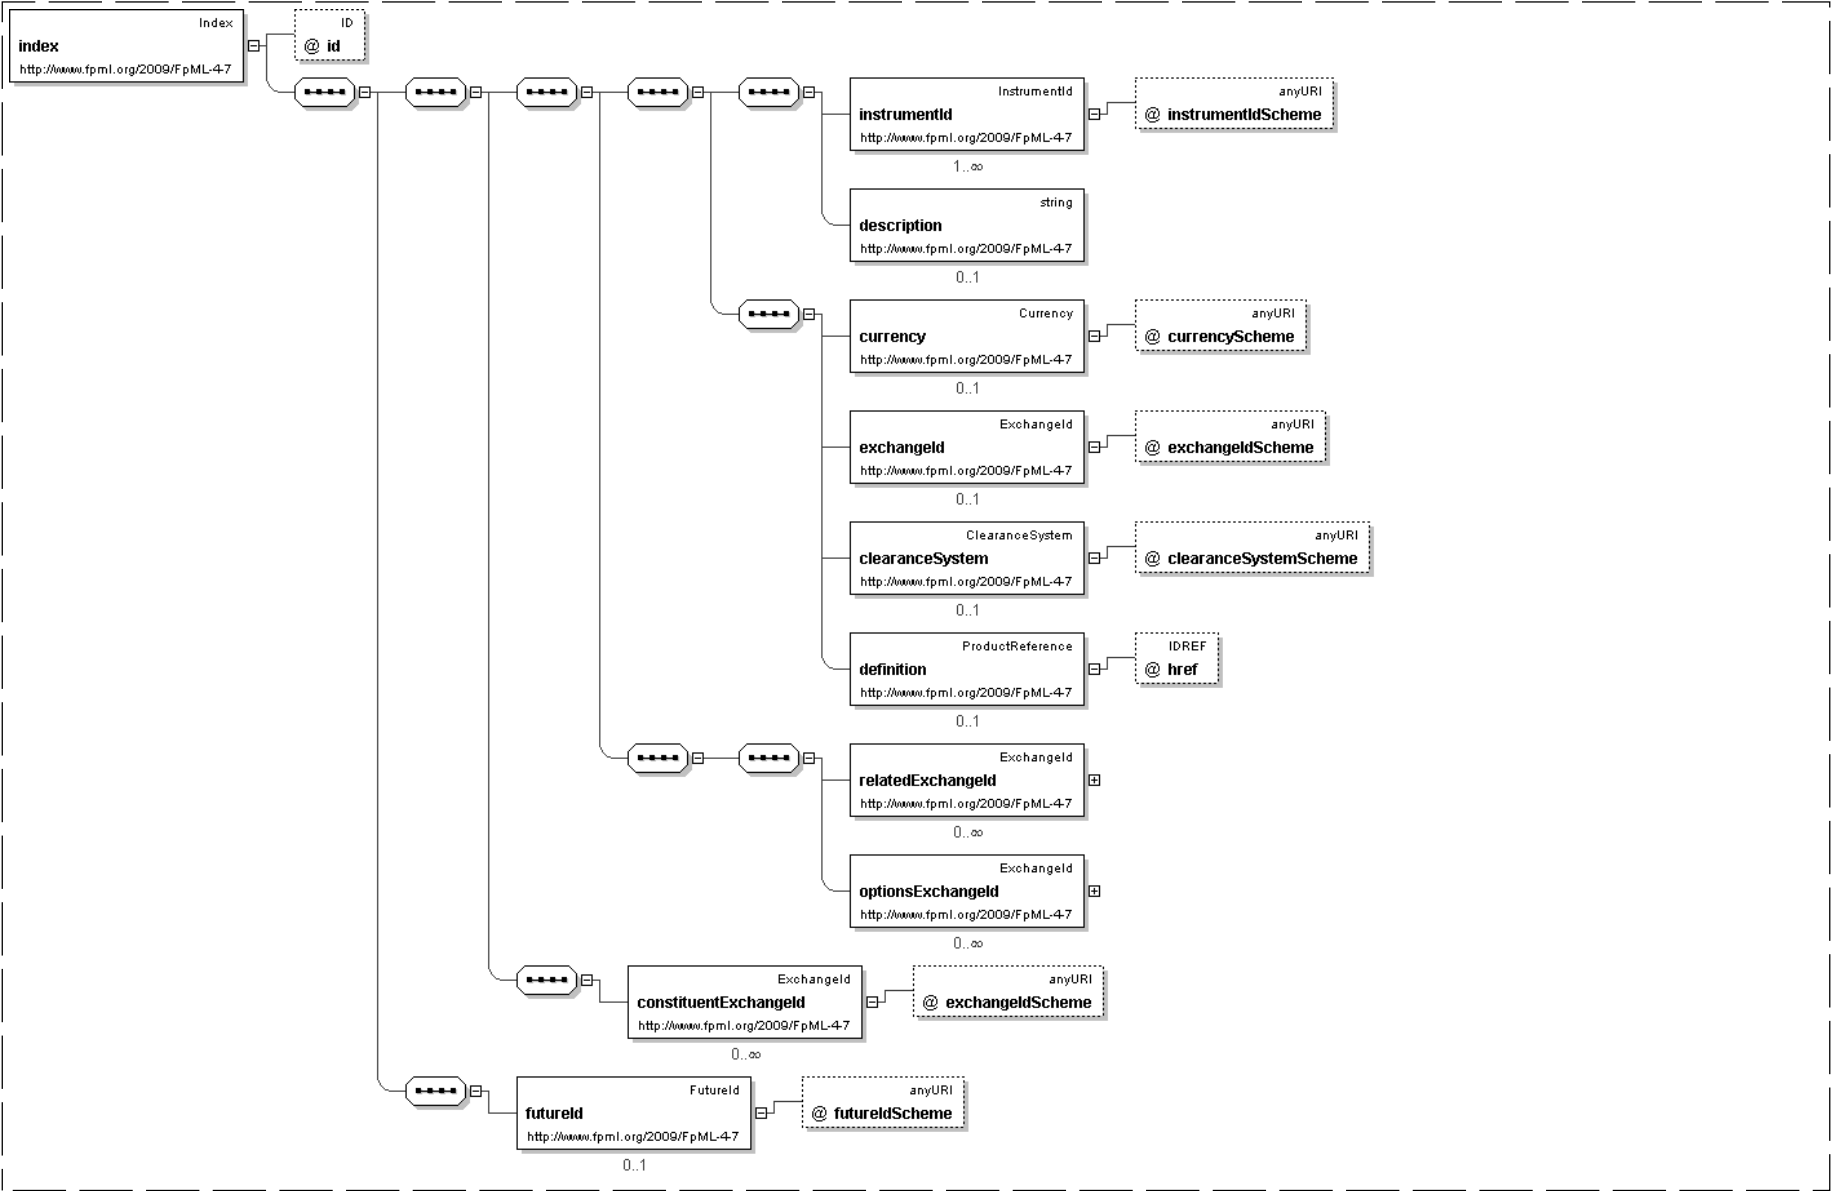 Index
index
http://www.fpml.org/2009/FpML-4-7
ID
@ id
InstrumentId
instrumentId
http://www.fpml.org/2009/FpML-4-7
1..∞
anyURI
@ instrumentIdScheme
string
description
http://www.fpml.org/2009/FpML-4-7
0..1
Currency
currency
http://www.fpml.org/2009/FpML-4-7
0..1
anyURI
@ currencyScheme
ExchangeId
exchangeId
http://www.fpml.org/2009/FpML-4-7
0..1
anyURI
@ exchangeIdScheme
ClearanceSystem
clearanceSystem
http://www.fpml.org/2009/FpML-4-7
0..1
anyURI
@ clearanceSystemScheme
ProductReference
definition
http://www.fpml.org/2009/FpML-4-7
0..1
IDREF
@ href
ExchangeId
relatedExchangeId
http://www.fpml.org/2009/FpML-4-7
0..∞
ExchangeId
optionsExchangeId
http://www.fpml.org/2009/FpML-4-7
0..∞
ExchangeId
constituentExchangeId
http://www.fpml.org/2009/FpML-4-7
0..∞
anyURI
@ exchangeIdScheme
FutureId
futureId
http://www.fpml.org/2009/FpML-4-7
0..1
anyURI
@ futureIdScheme